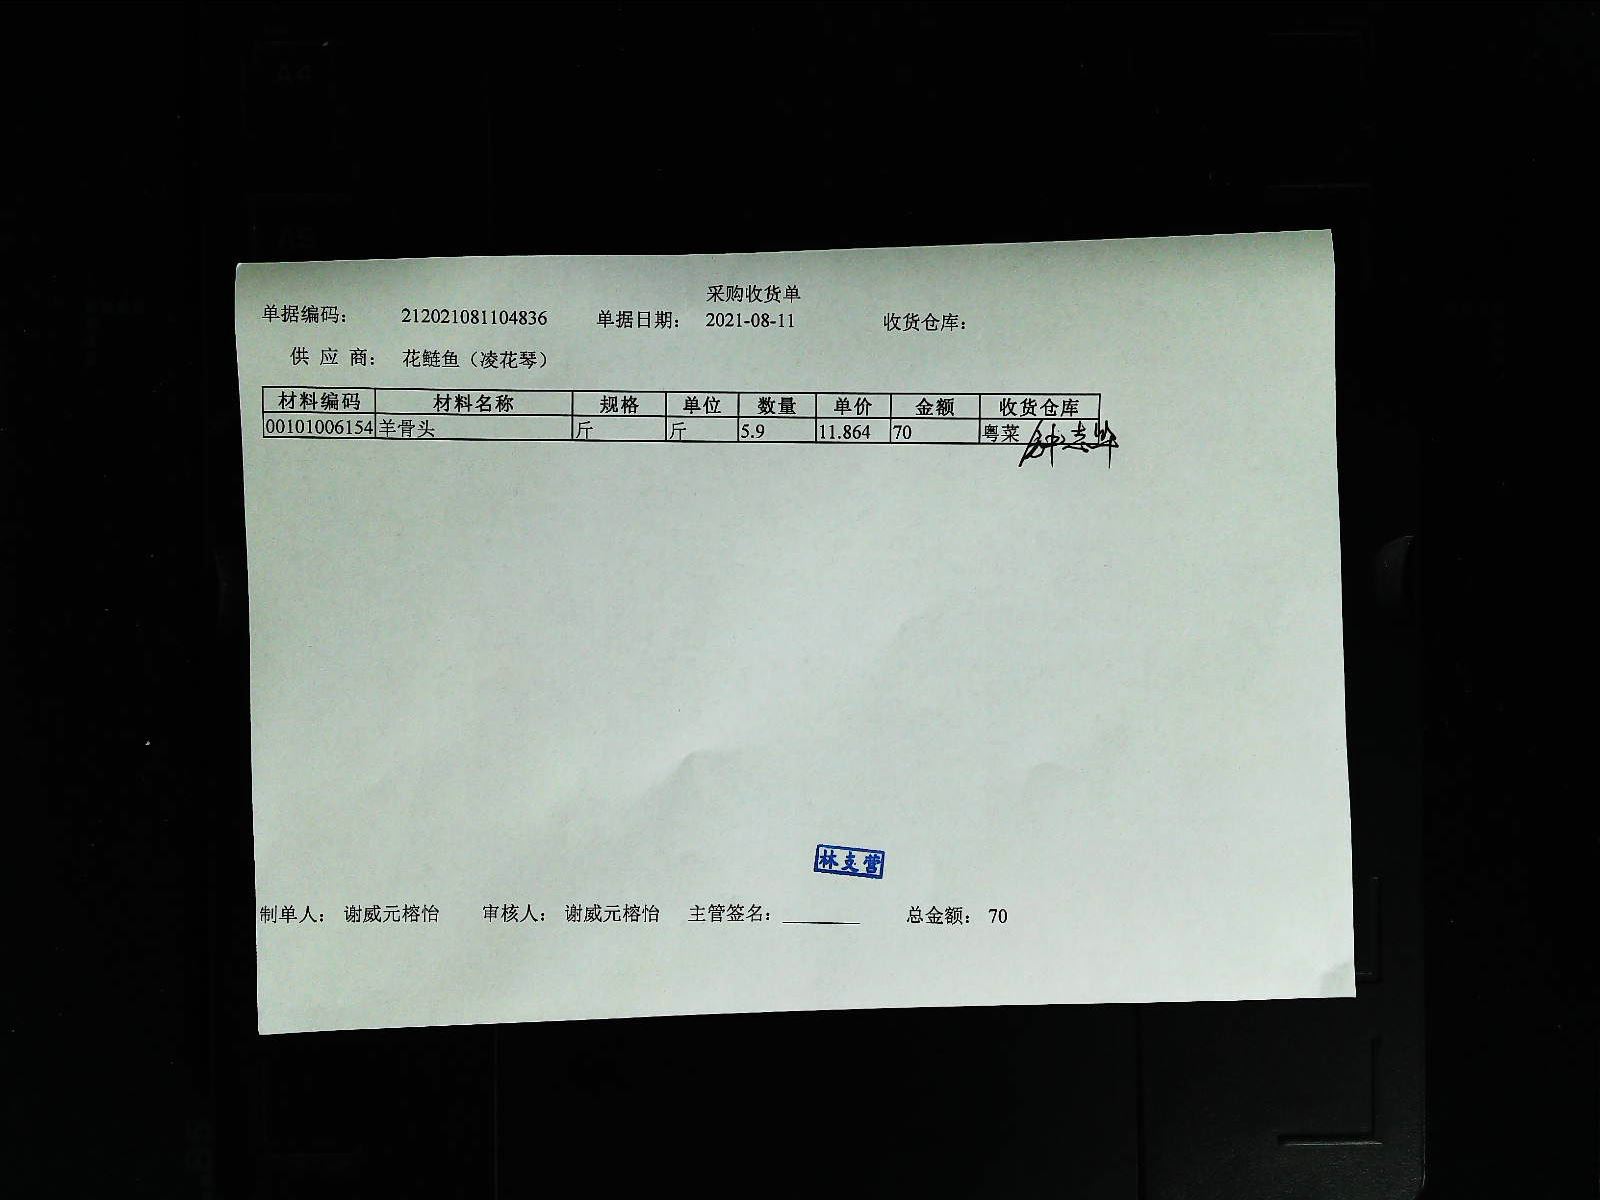 采购收货单
单据编码: 212021081104836 单据日期: 2021-08-11 收货仓库:
供 应 商: 花鲢鱼（凌花琴）
材料编码 材料名称 规格 单位 数量 单价 金额 收货仓库
00101006154 羊骨头 斤 斤 5.9 11.864 70 粤菜
林支营
制单人: 谢威元榕怡 审核人: 谢威元榕怡 主管签名: 总金额: 70